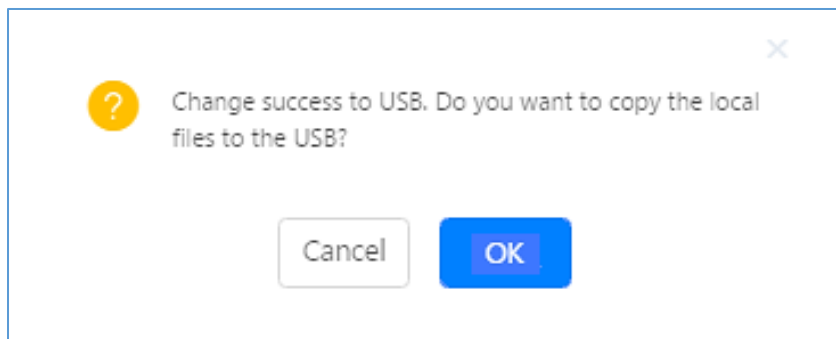 Change success to USB. Do you want to copy the local
files to the USB?
Cancel
OK